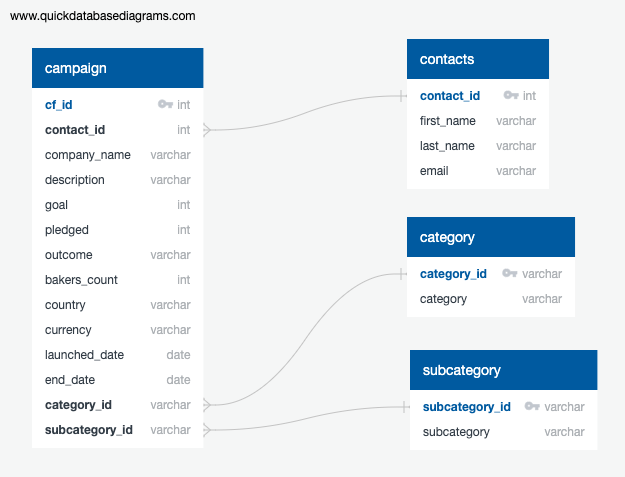 www.quickdatabasediagrams.com
campaign
cf_id int
contact_id int
company_name varchar
description varchar
goal int
pledged int
outcome varchar
bakers_count int
country varchar
currency varchar
launched_date date
end_date date
category_id varchar
subcategory_id varchar
contacts
contact_id int
first_name varchar
last_name varchar
email varchar
category
category_id varchar
category varchar
subcategory
subcategory_id varchar
subcategory varchar